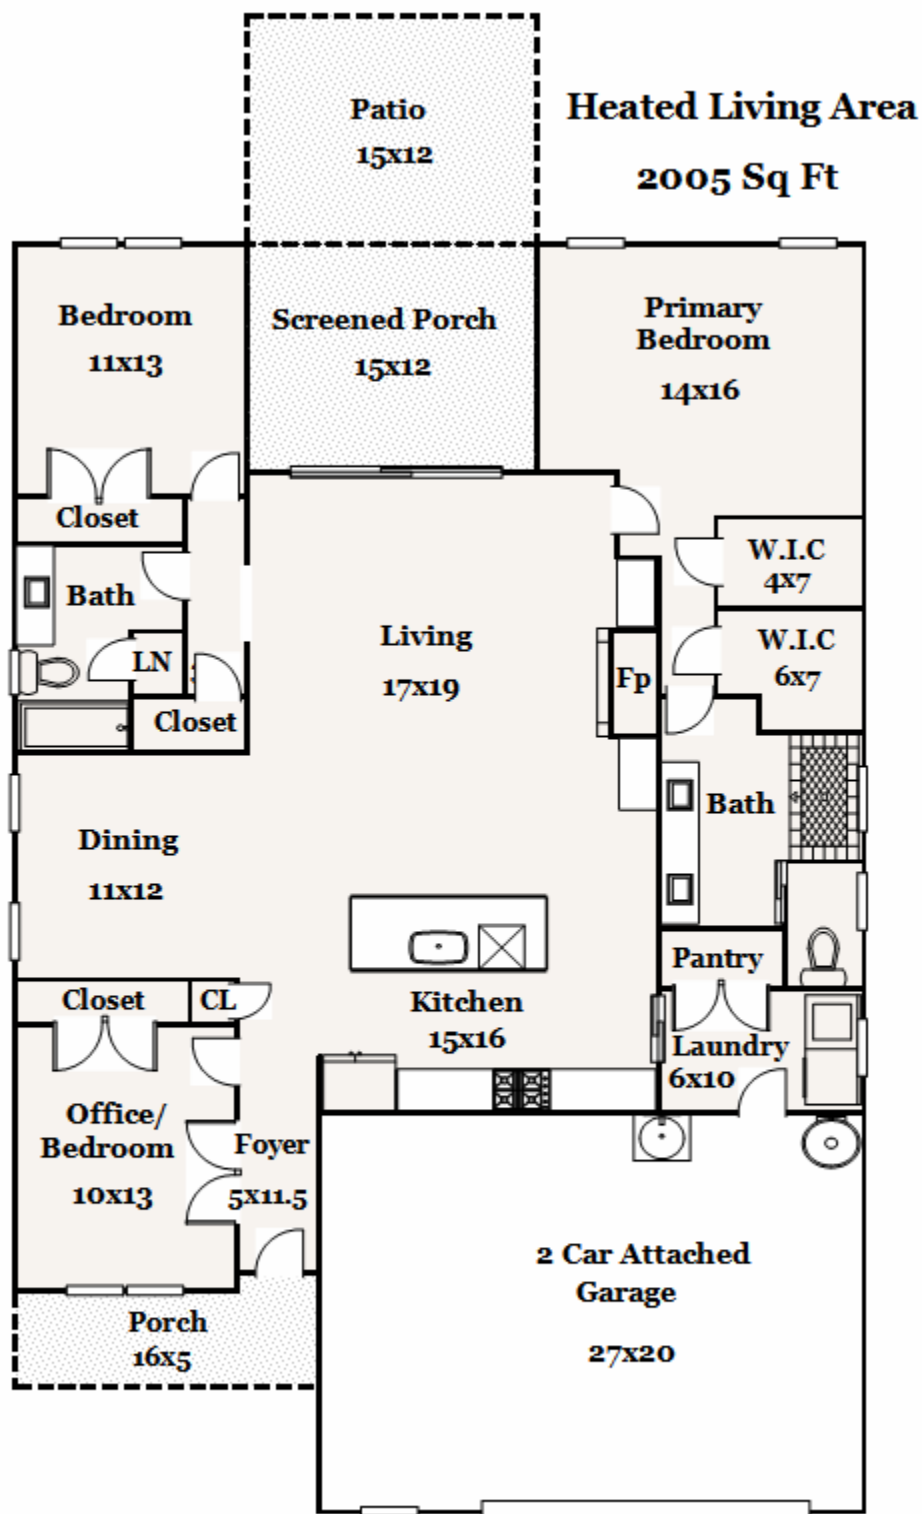 Patio
15x12
Heated Living Area
2005 Sq Ft
Bedroom
11x13
Screened Porch
15x12
Primary
Bedroom
14x16
Closet
W.I.C
4x7
Bath
Living
17x19
W.I.C
6x7
LN
Fp
Closet
Bath
Dining
11x12
Pantry
Closet
CL
Kitchen
15x16
Laundry
6x10
Office/
Bedroom
10x13
Foyer
5x11.5
2 Car Attached
Garage
27x20
Porch
16x5